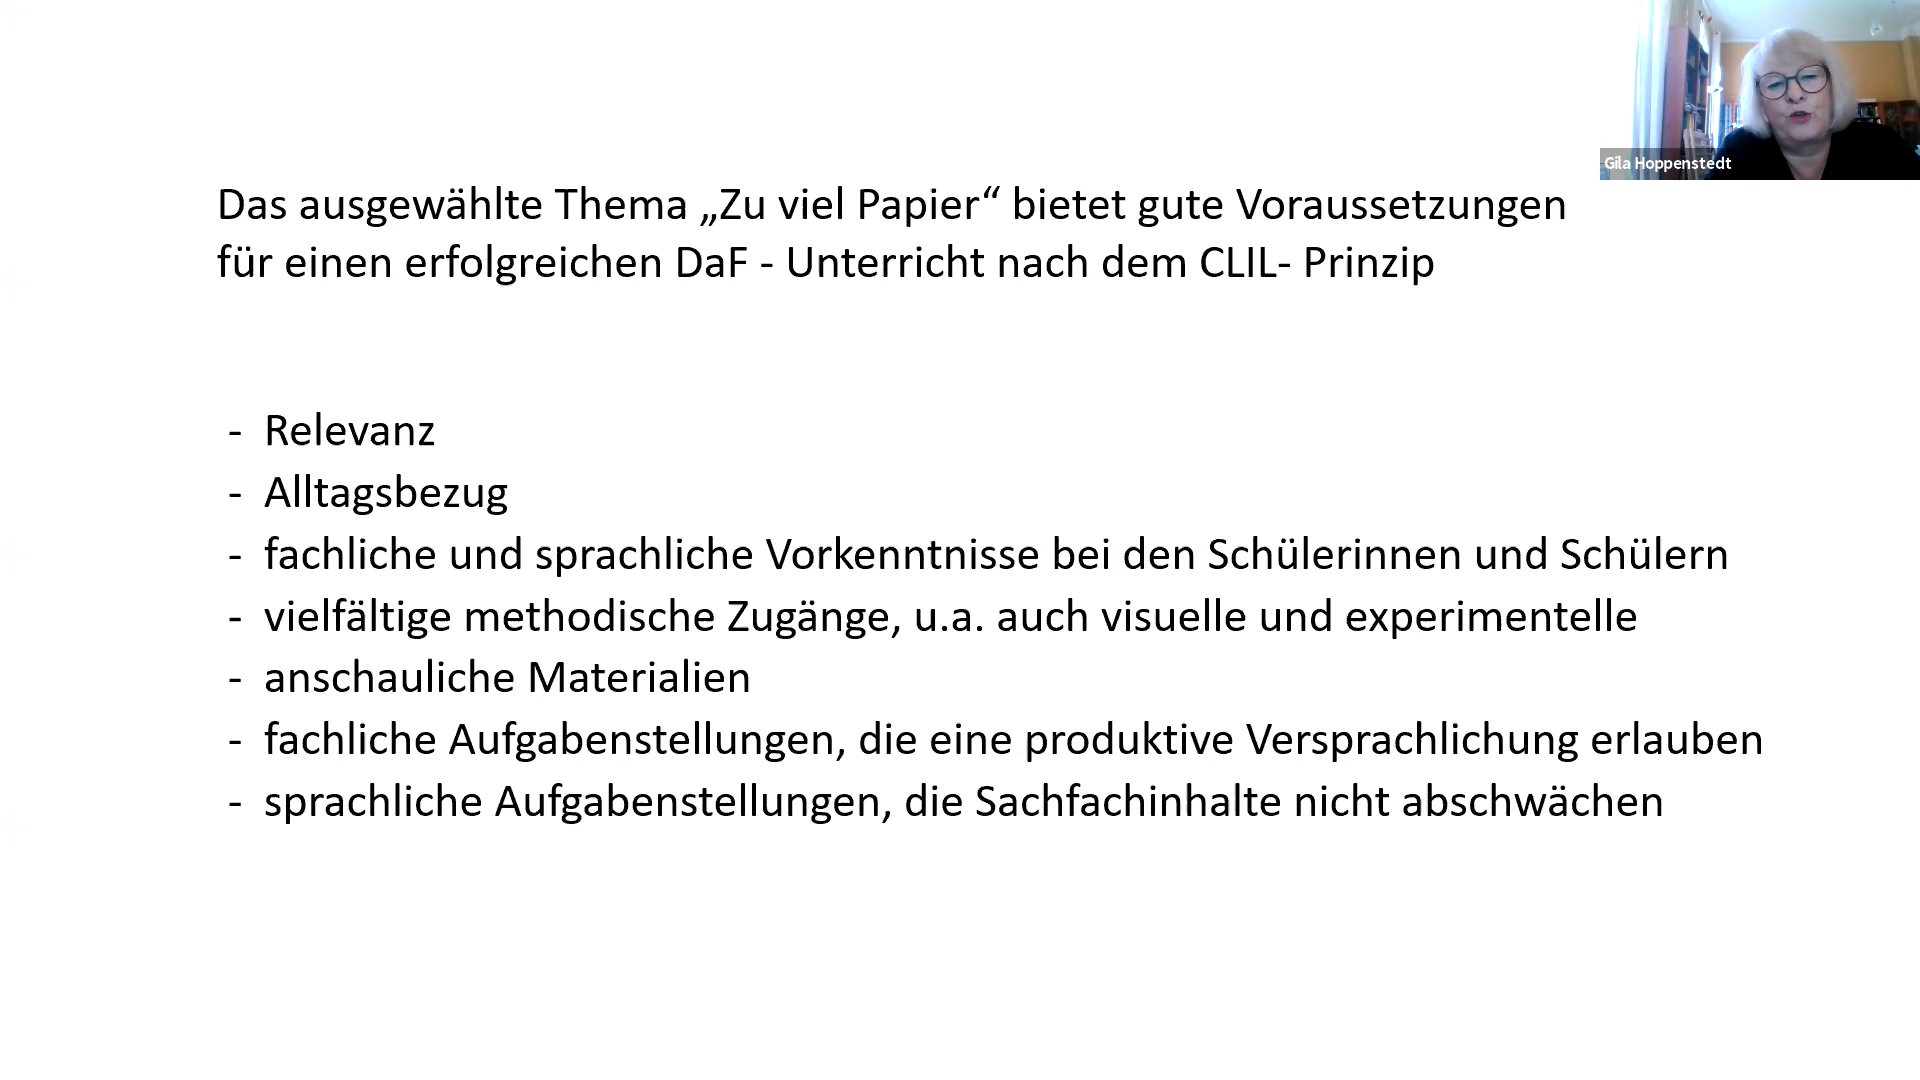 Gila Hoppenstedt
Das ausgewählte Thema „Zu viel Papier“ bietet gute Voraussetzungen
für einen erfolgreichen DaF - Unterricht nach dem CLIL- Prinzip
- Relevanz
- Alltagsbezug
- fachliche und sprachliche Vorkenntnisse bei den Schülerinnen und Schülern
- vielfältige methodische Zugänge, u.a. auch visuelle und experimentelle
- anschauliche Materialien
- fachliche Aufgabenstellungen, die eine produktive Versprachlichung erlauben
- sprachliche Aufgabenstellungen, die Sachfachinhalte nicht abschwächen